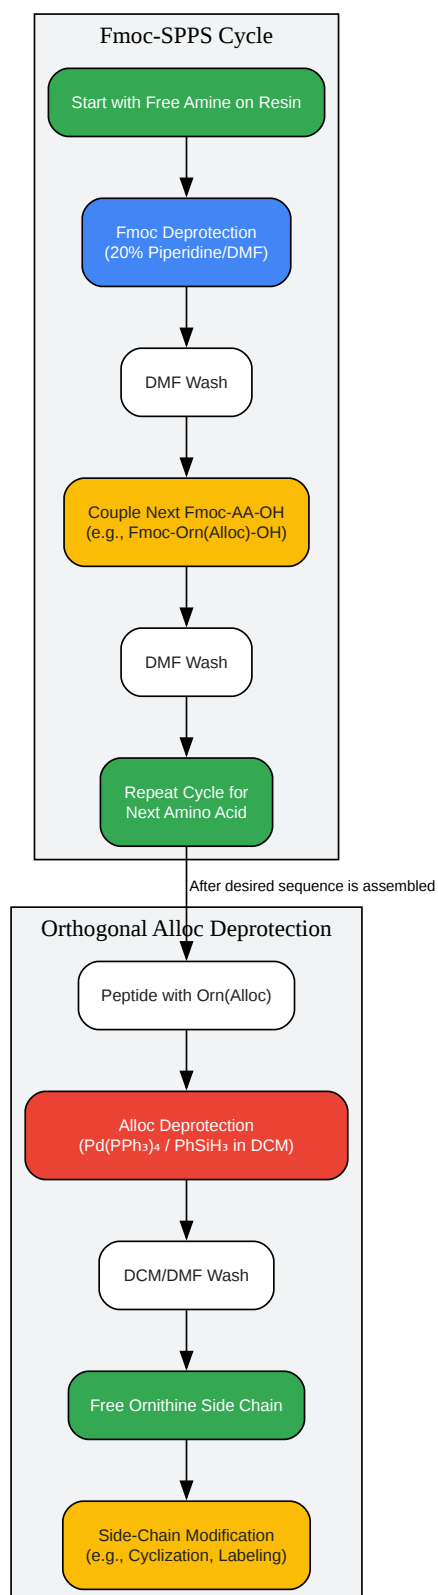 Fmoc-SPPS Cycle
Start with Free Amine on Resin
Fmoc Deprotection
(20% Piperidine/DMF)
DMF Wash
Couple Next Fmoc-AA-OH
(e.g., Fmoc-Orn(Alloc)-OH)
DMF Wash
Repeat Cycle for
Next Amino Acid
After desired sequence is assembled
Orthogonal Alloc Deprotection
Peptide with Orn(Alloc)
Alloc Deprotection
(Pd(PPh₃)₄ / PhSiH₃ in DCM)
DCM/DMF Wash
Free Ornithine Side Chain
Side-Chain Modification
(e.g., Cyclization, Labeling)